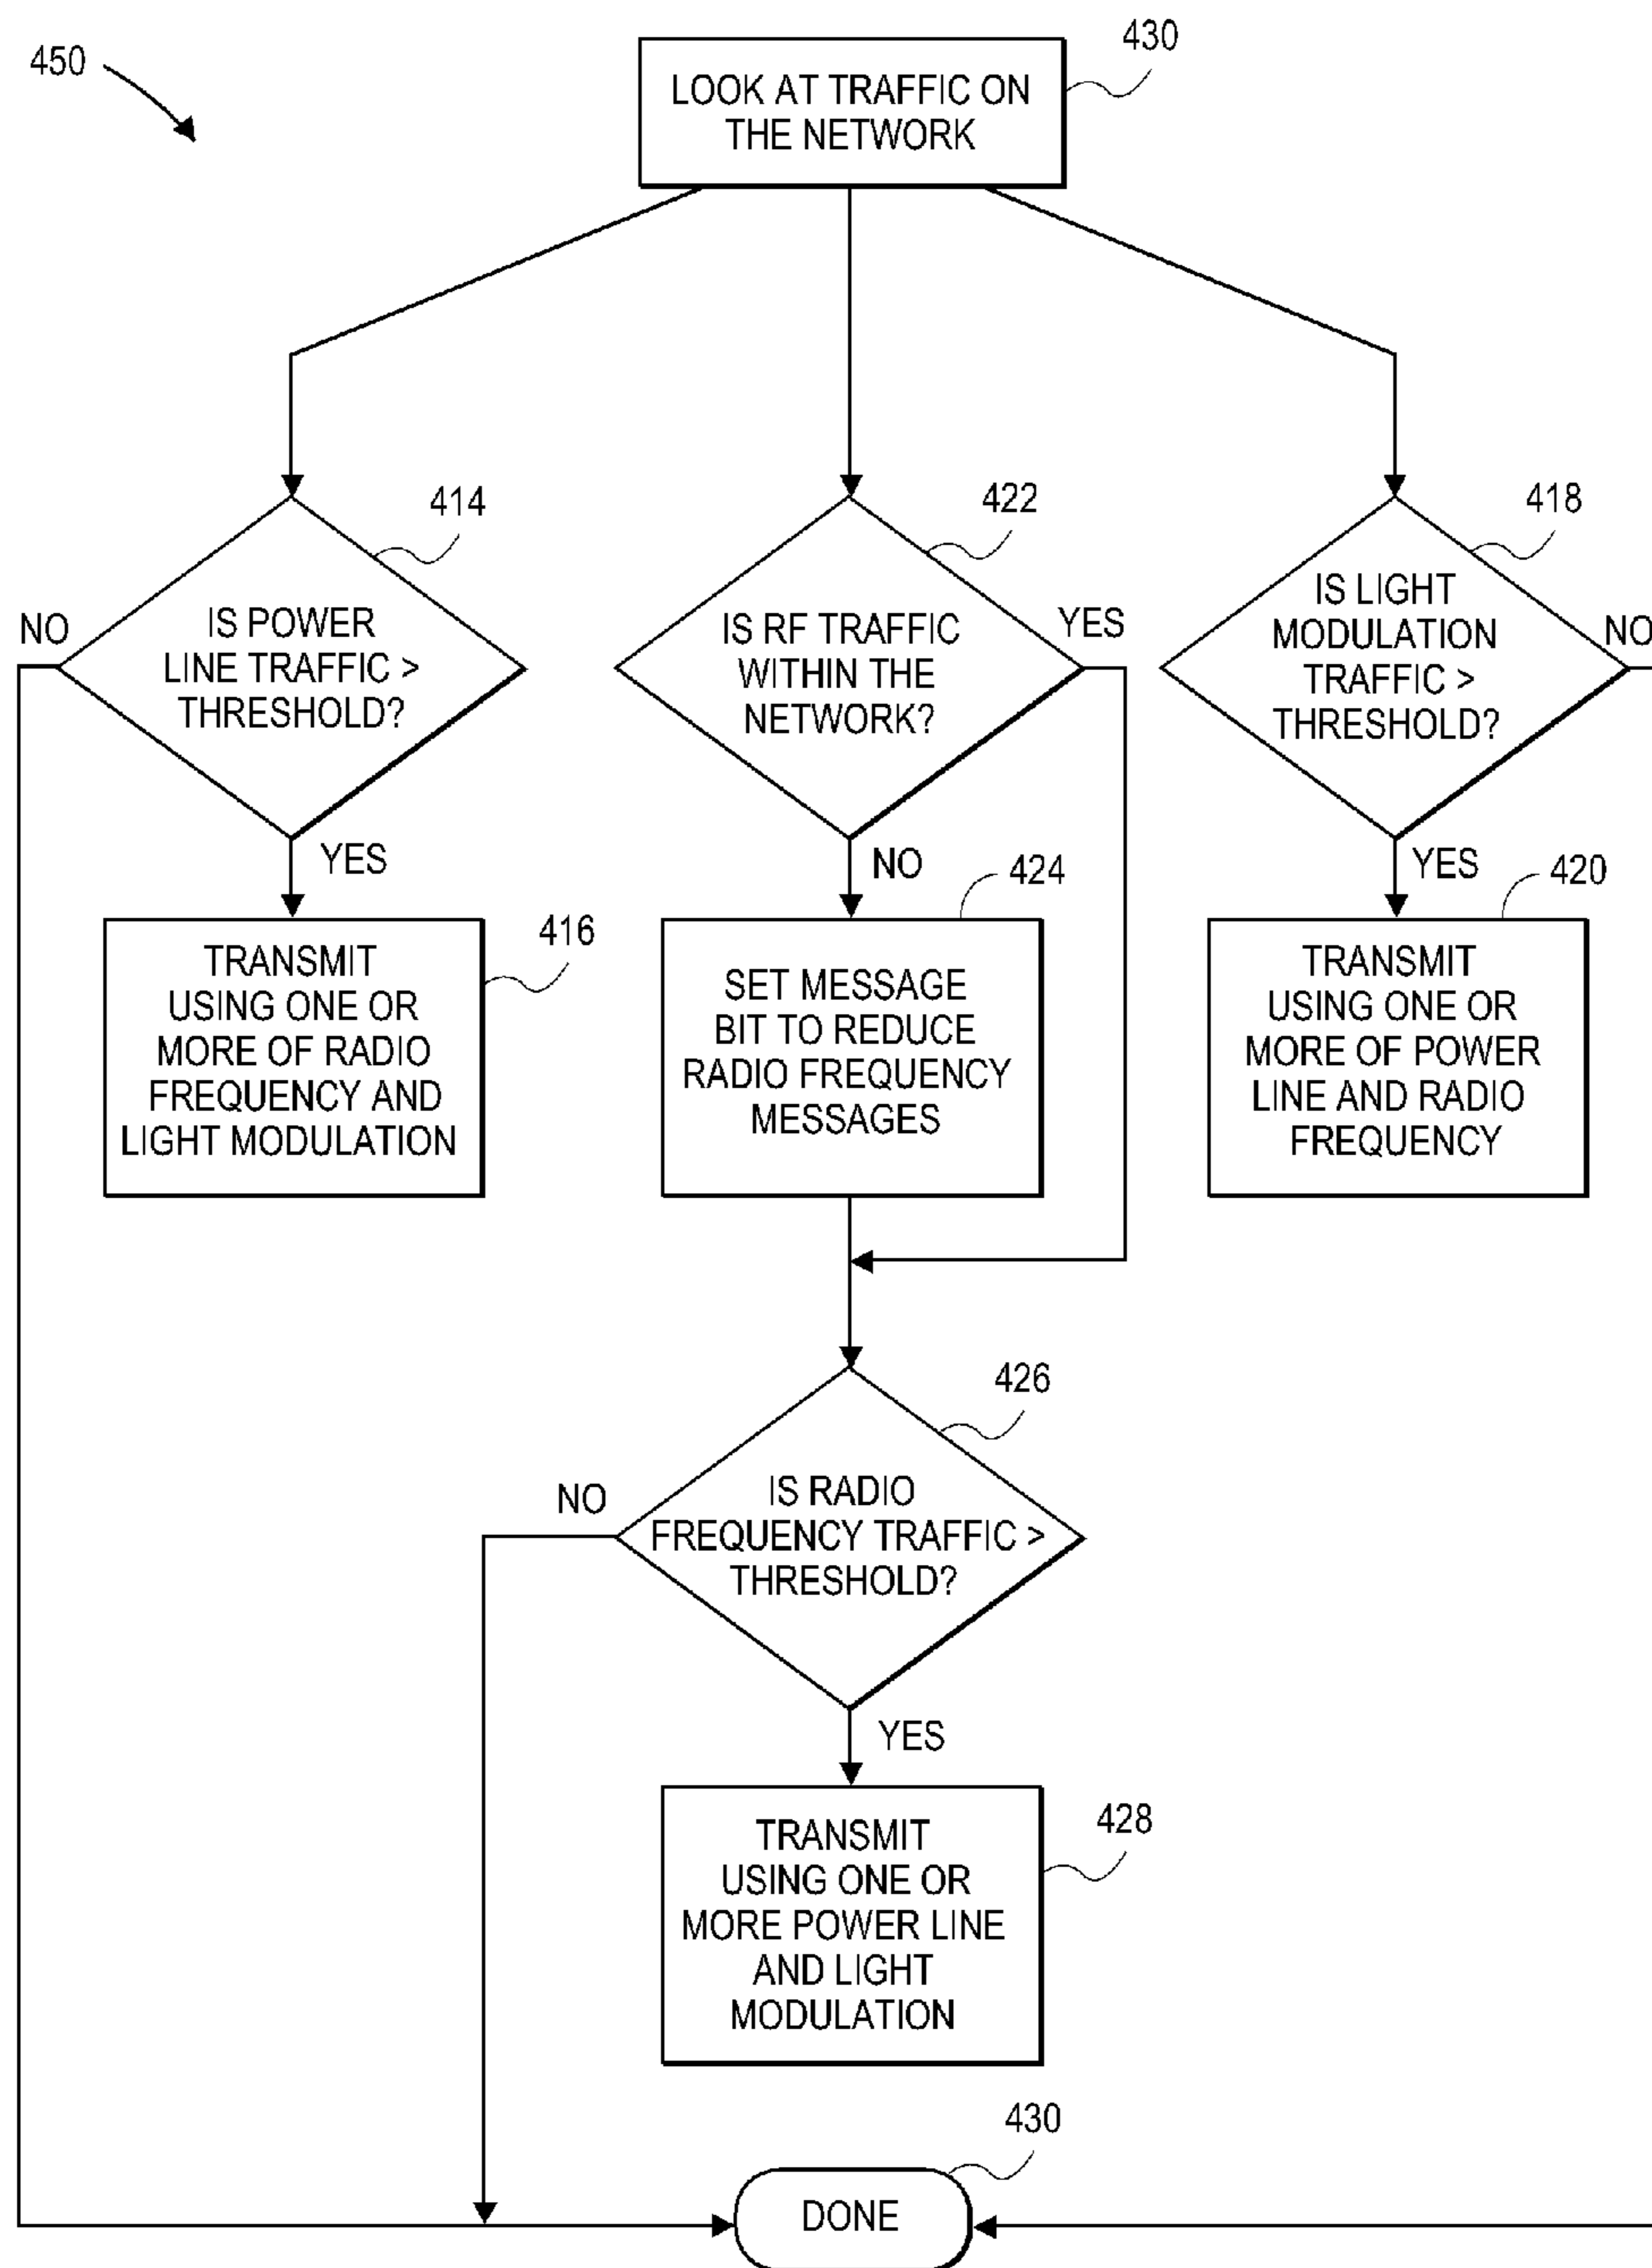 450
430
LOOK AT TRAFFIC ON
THE NETWORK
414
422
418
NO
IS POWER
LINE TRAFFIC >
THRESHOLD?
YES
IS RF TRAFFIC
WITHIN THE
NETWORK?
YES
NO
IS LIGHT
MODULATION
TRAFFIC >
THRESHOLD?
NO
YES
416
TRANSMIT
USING ONE OR
MORE OF RADIO
FREQUENCY AND
LIGHT MODULATION
424
SET MESSAGE
BIT TO REDUCE
RADIO FREQUENCY
MESSAGES
420
TRANSMIT
USING ONE OR
MORE OF POWER
LINE AND RADIO
FREQUENCY
426
NO
IS RADIO
FREQUENCY TRAFFIC >
THRESHOLD?
YES
428
TRANSMIT
USING ONE OR
MORE POWER LINE
AND LIGHT
MODULATION
430
DONE